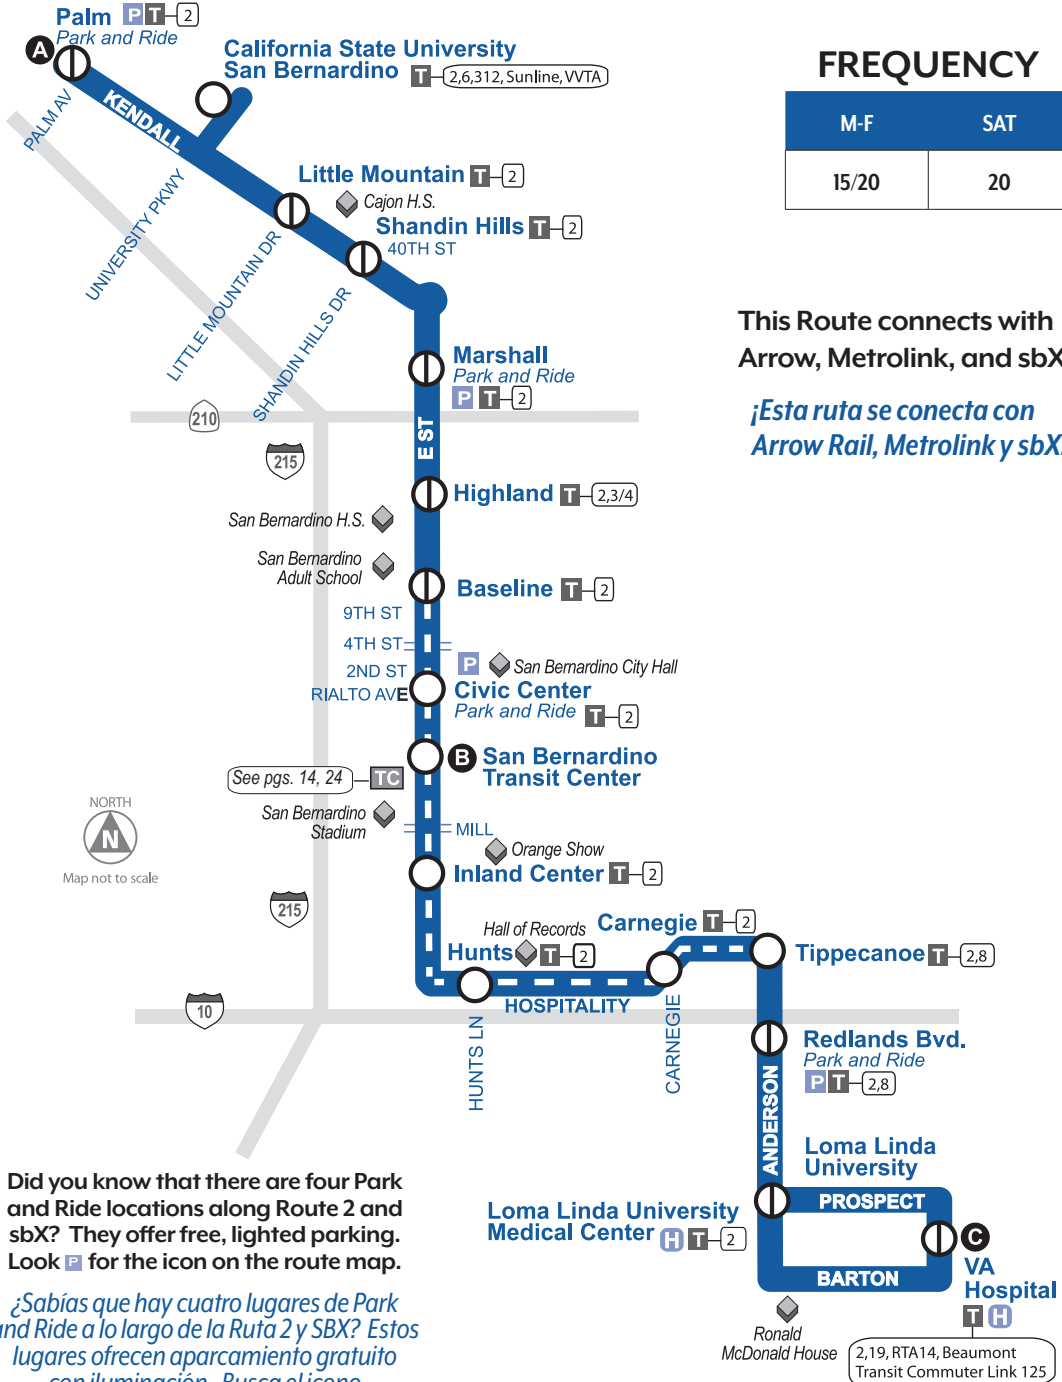 Palm P T 2
Park and Ride
A
California State University
San Bernardino T 2,6,312, Sunline, VVTA
PALM AV
KENDALL
UNIVERSITY PKWY
Little Mountain T 2
Cajon H.S.
LITTLE MOUNTAIN DR
Shandin Hills T 2
40TH ST
SHANDIN HILLS DR
FREQUENCY
M-F SAT
15/20 20
This Route connects with
Arrow, Metrolink, and sbX
¡Esta ruta se conecta con
Arrow Rail, Metrolink y sbX
Marshall
Park and Ride
P T 2
210
215
E ST
Highland T 2,3/4
San Bernardino H.S.
San Bernardino
Adult School
Baseline T 2
9TH ST
4TH ST
2ND ST
RIALTO AVE
P San Bernardino City Hall
Civic Center
Park and Ride T 2
B San Bernardino
Transit Center
See pgs. 14, 24 TC
San Bernardino
Stadium
MILL
Orange Show
Inland Center T 2
NORTH
N
Map not to scale
215
Hall of Records
Hunts T 2
Carnegie T 2
Tippecanoe T 2,8
HOSPITALITY
10
HUNTS LN
CARNEGIE
Redlands Bvd.
Park and Ride
P T 2,8
ANDERSON
Loma Linda
University
PROSPECT
Loma Linda University
Medical Center H T 2
BARTON
C
VA
Hospital
T H
2,19, RTA14, Beaumont
Transit Commuter Link 125
Ronald
McDonald House
Did you know that there are four Park
and Ride locations along Route 2 and
sbX? They offer free, lighted parking.
Look P for the icon on the route map.
¿Sabías que hay cuatro lugares de Park
and Ride a lo largo de la Ruta 2 y SBX? Estos
lugares ofrecen aparcamiento gratuito
con iluminación. Busca el icono